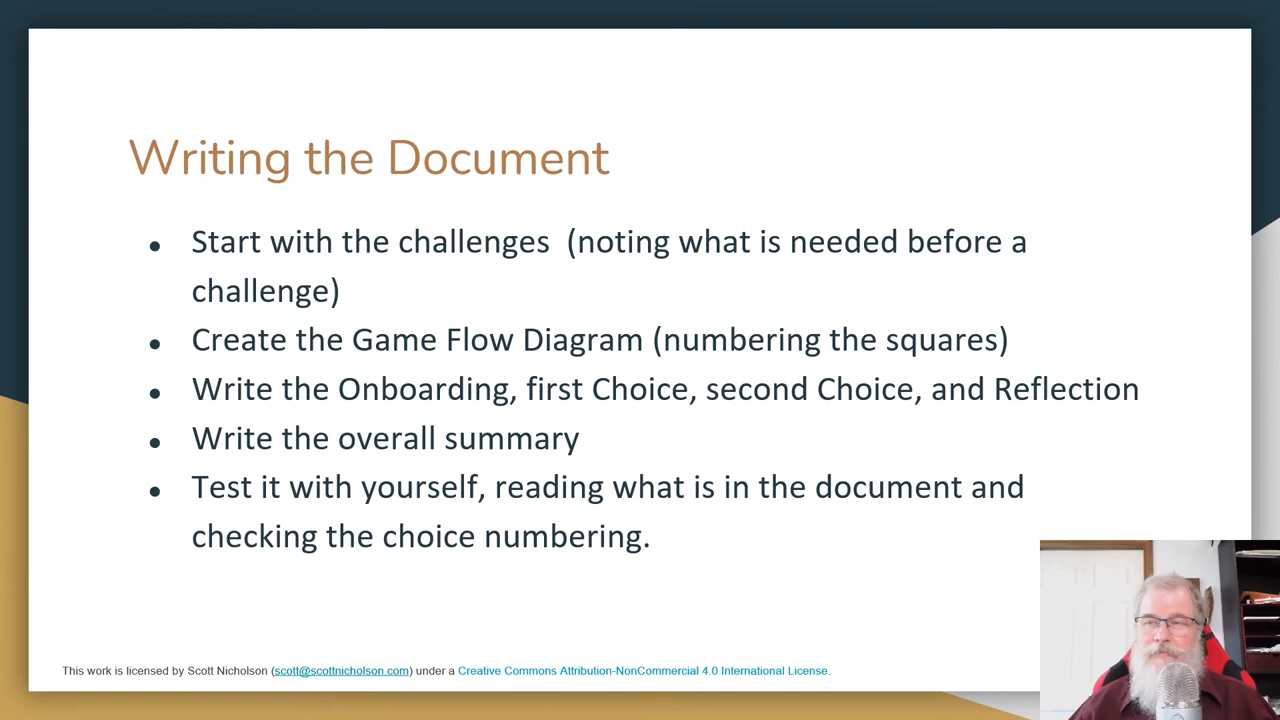 Writing the Document
Start with the challenges  (noting what is needed before a
challenge)
Create the Game Flow Diagram (numbering the squares)
Write the Onboarding, first Choice, second Choice, and Reflection
Write the overall summary
Test it with yourself, reading what is in the document and
checking the choice numbering.
This work is licensed by Scott Nicholson (scott@scottnicholson.com) under a Creative Commons Attribution-NonCommercial 4.0 International License.